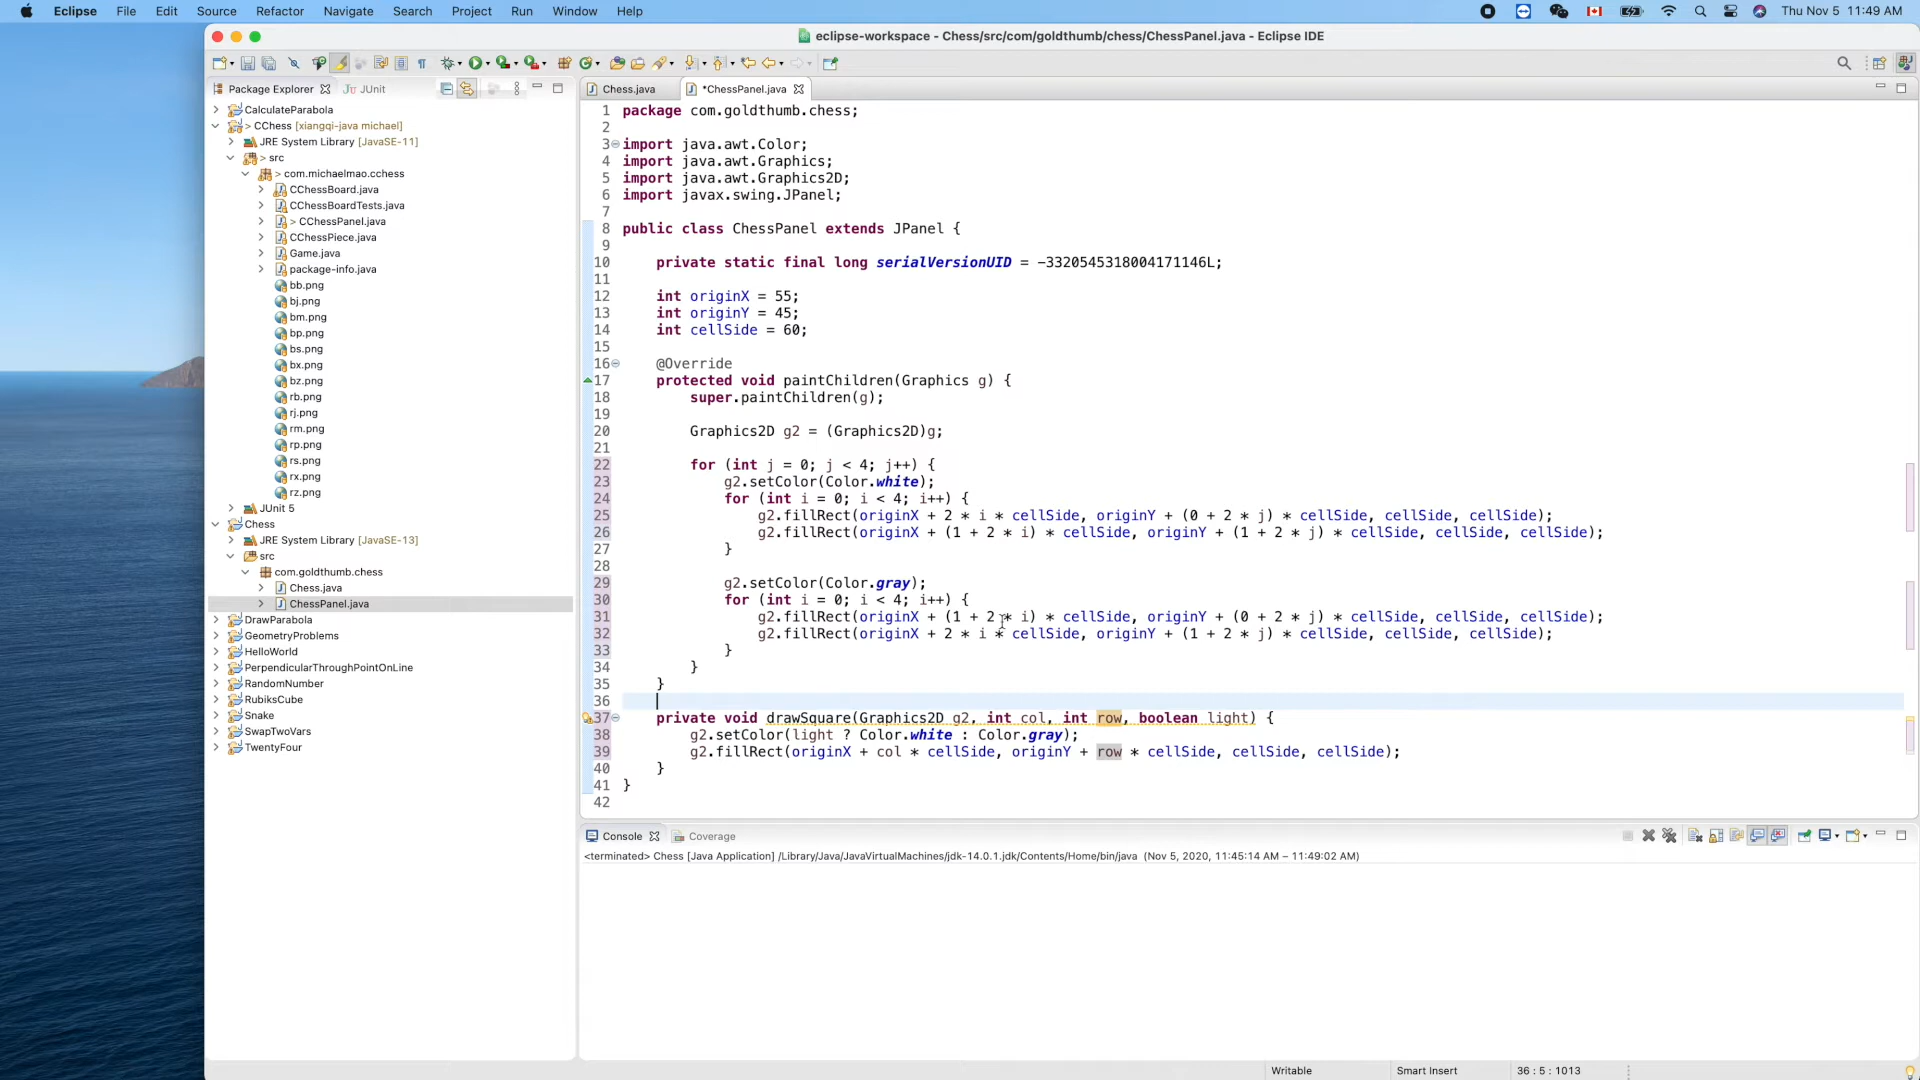 Eclipse File Edit Source Refactor Navigate Search Project Run Window Help Thu Nov 5 11:49 AM
eclipse-workspace - Chess/src/com/goldthumb/chess/ChessPanel.java - Eclipse IDE
Package Explorer JUnit
CalculateParabola
> CChess [xiangqi-java michael]
JRE System Library [JavaSE-11]
> src
> com.michaelmao.cchess
CChessBoard.java
CChessBoardTests.java
> CChessPanel.java
CChessPiece.java
Game.java
package-info.java
bb.png
bj.png
bm.png
bp.png
bs.png
bx.png
bz.png
rb.png
rj.png
rm.png
rp.png
rs.png
rx.png
rz.png
JUnit 5
Chess
JRE System Library [JavaSE-13]
src
com.goldthumb.chess
Chess.java
ChessPanel.java
DrawParabola
GeometryProblems
HelloWorld
PerpendicularThroughPointOnLine
RandomNumber
RubiksCube
Snake
SwapTwoVars
TwentyFour
Chess.java *ChessPanel.java
1 package com.goldthumb.chess;
2
3 import java.awt.Color;
4 import java.awt.Graphics;
5 import java.awt.Graphics2D;
6 import javax.swing.JPanel;
7
8 public class ChessPanel extends JPanel {
9
10 private static final long serialVersionUID = -3320545318004171146L;
11
12 int originX = 55;
13 int originY = 45;
14 int cellSide = 60;
15
16 @Override
17 protected void paintChildren(Graphics g) {
18 super.paintChildren(g);
19
20 Graphics2D g2 = (Graphics2D)g;
21
22 for (int j = 0; j < 4; j++) {
23 g2.setColor(Color.white);
24 for (int i = 0; i < 4; i++) {
25 g2.fillRect(originX + 2 * i * cellSide, originY + (0 + 2 * j) * cellSide, cellSide, cellSide);
26 g2.fillRect(originX + (1 + 2 * i) * cellSide, originY + (1 + 2 * j) * cellSide, cellSide, cellSide);
27 }
28
29 g2.setColor(Color.gray);
30 for (int i = 0; i < 4; i++) {
31 g2.fillRect(originX + (1 + 2 * i) * cellSide, originY + (0 + 2 * j) * cellSide, cellSide, cellSide);
32 g2.fillRect(originX + 2 * i * cellSide, originY + (1 + 2 * j) * cellSide, cellSide, cellSide);
33 }
34 }
35 }
36
37 private void drawSquare(Graphics2D g2, int col, int row, boolean light) {
38 g2.setColor(light ? Color.white : Color.gray);
39 g2.fillRect(originX + col * cellSide, originY + row * cellSide, cellSide, cellSide);
40 }
41 }
42
Console Coverage
<terminated> Chess [Java Application] /Library/Java/JavaVirtualMachines/jdk-14.0.1.jdk/Contents/Home/bin/java (Nov 5, 2020, 11:45:14 AM – 11:49:02 AM)
Writable Smart Insert 36 : 5 : 1013